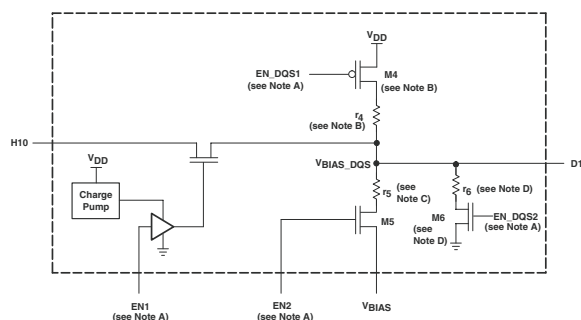 VDD
EN_DQS1
(see Note A)
M4
(see Note B)
r4
(see Note B)
H10
VDD
VBIAS_DQS
D1
Charge
Pump
r5
(see
Note C)
r6
(see Note D)
M5
M6
(see
Note D)
EN_DQS2
(see Note A)
EN1
(see Note A)
EN2
(see Note A)
VBIAS